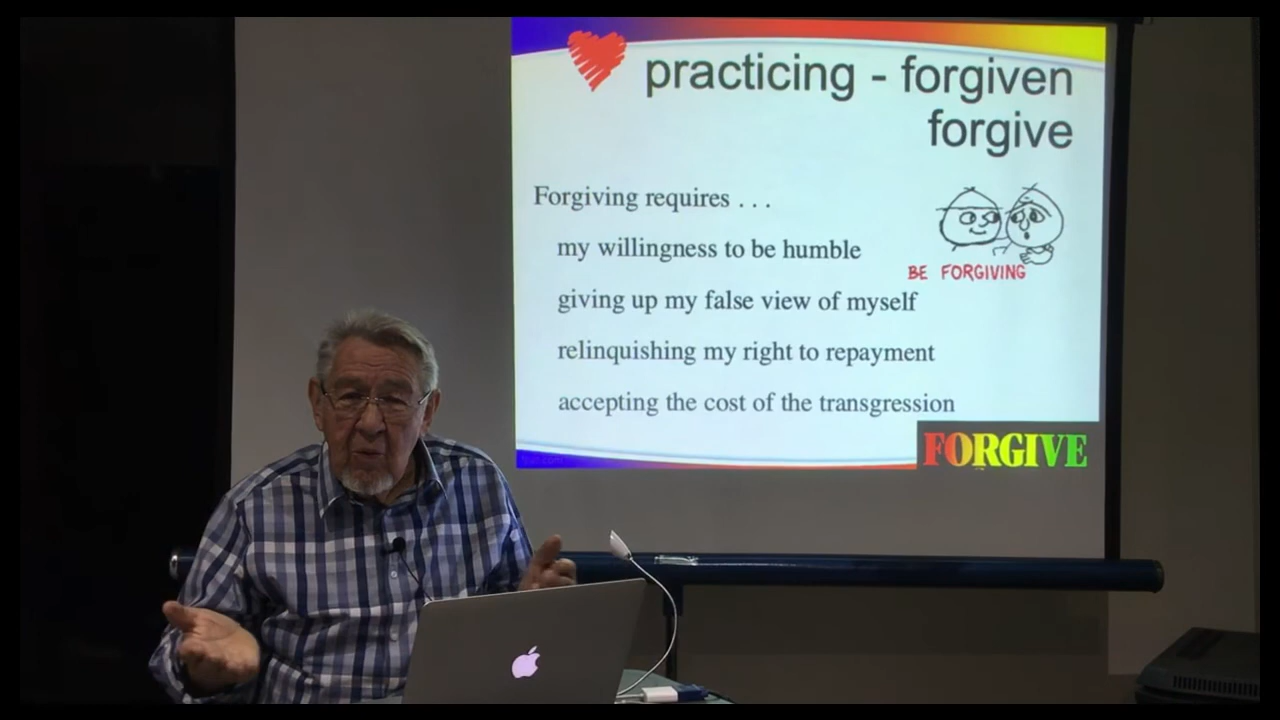 practicing - forgiven
forgive
Forgiving requires . . .
my willingness to be humble
BE FORGIVING
giving up my false view of myself
relinquishing my right to repayment
accepting the cost of the transgression
FORGIVE